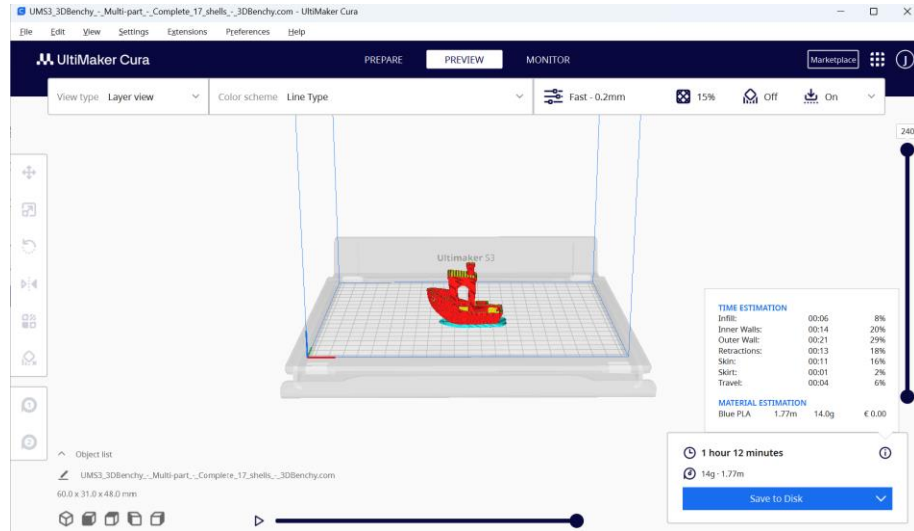 UMS3_3DBenchy_-_Multi-part_-_Complete_17_shells_-_3DBenchy.com - UltiMaker Cura
File Edit View Settings Extensions Preferences Help
UltiMaker Cura
PREPARE PREVIEW MONITOR
Marketplace
J
View type Layer view
Color scheme Line Type
Fast - 0.2mm
15%
Off
On
240
Ultimaker S3
TIME ESTIMATION
Infill: 00:06 8%
Inner Walls: 00:14 20%
Outer Wall: 00:21 29%
Retractions: 00:13 18%
Skin: 00:11 16%
Skirt: 00:01 2%
Travel: 00:04 6%
MATERIAL ESTIMATION
Blue PLA 1.77m 14.0g € 0.00
1
2
Object list
UMS3_3DBenchy_-_Multi-part_-_Complete_17_shells_-_3DBenchy.com
60.0 x 31.0 x 48.0 mm
1 hour 12 minutes
14g · 1.77m
Save to Disk